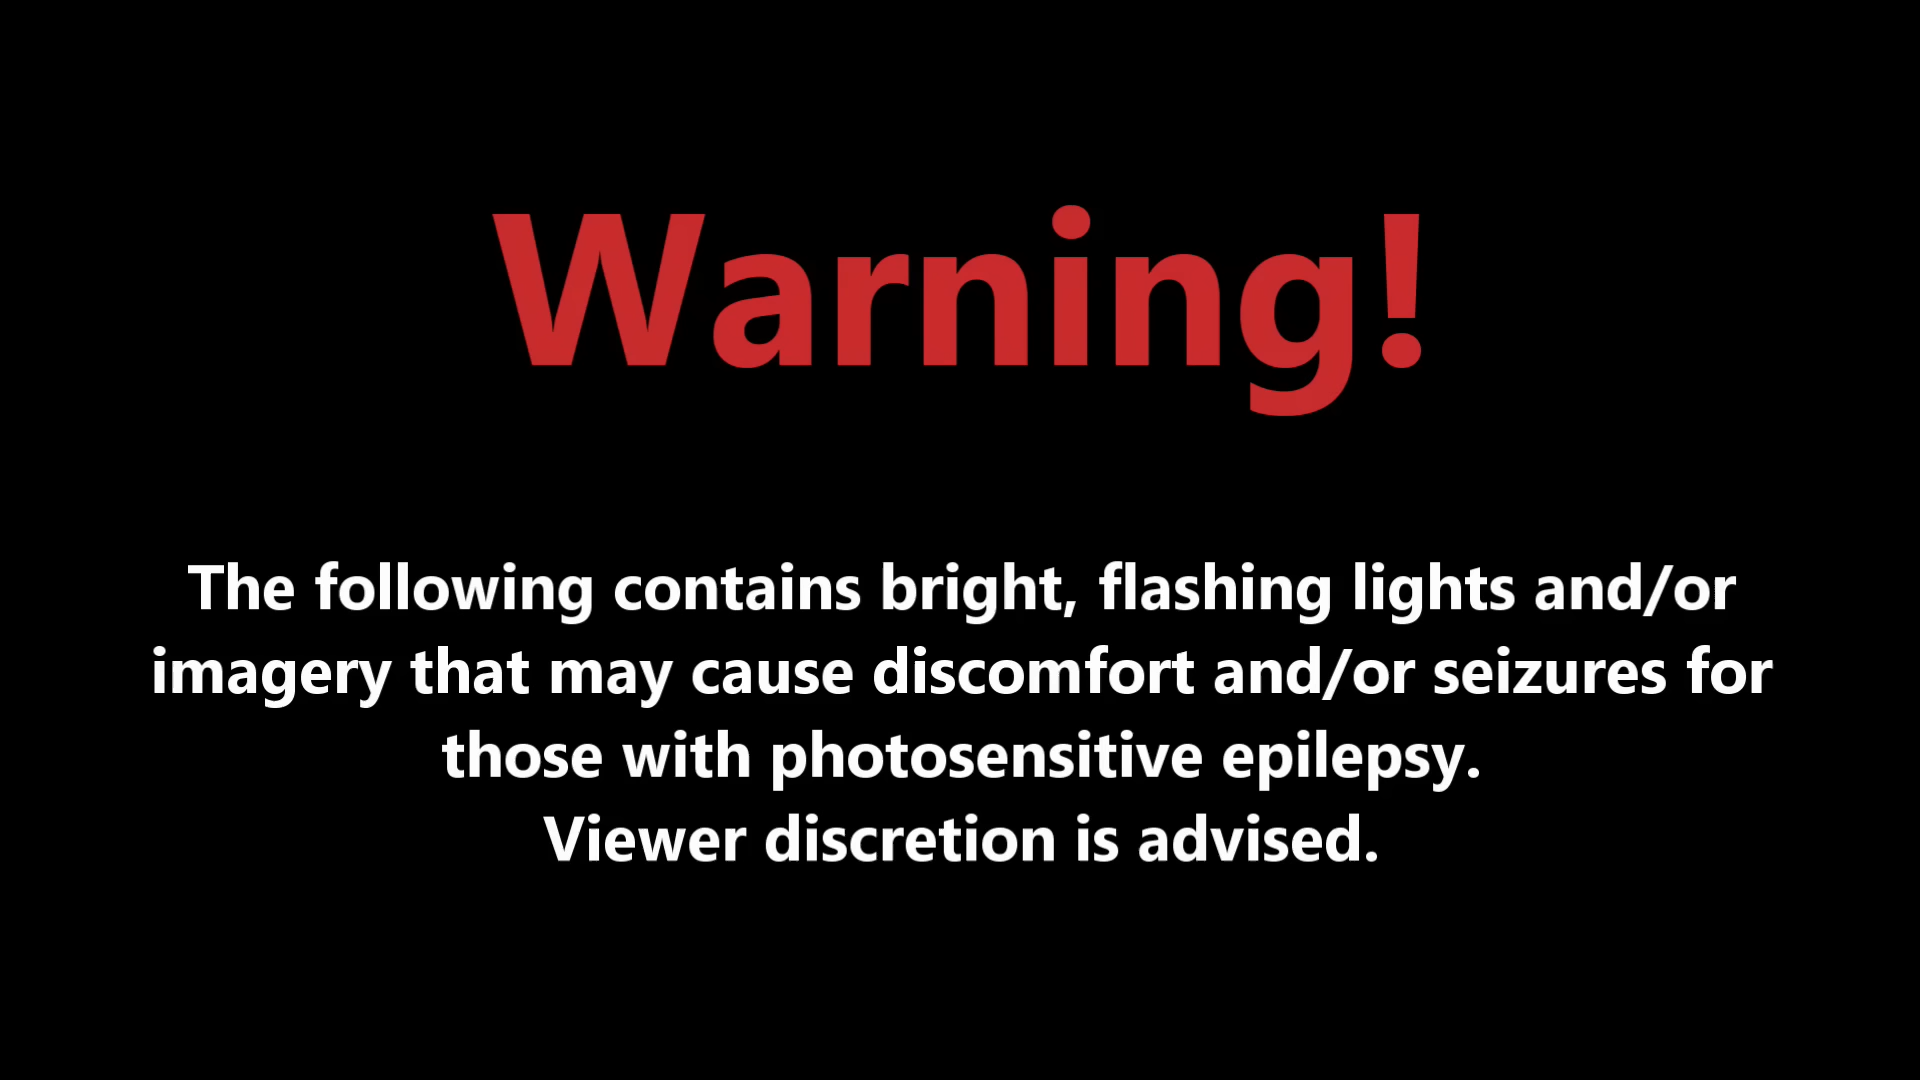 Warning!
The following contains bright, flashing lights and/or
imagery that may cause discomfort and/or seizures for
those with photosensitive epilepsy.
Viewer discretion is advised.